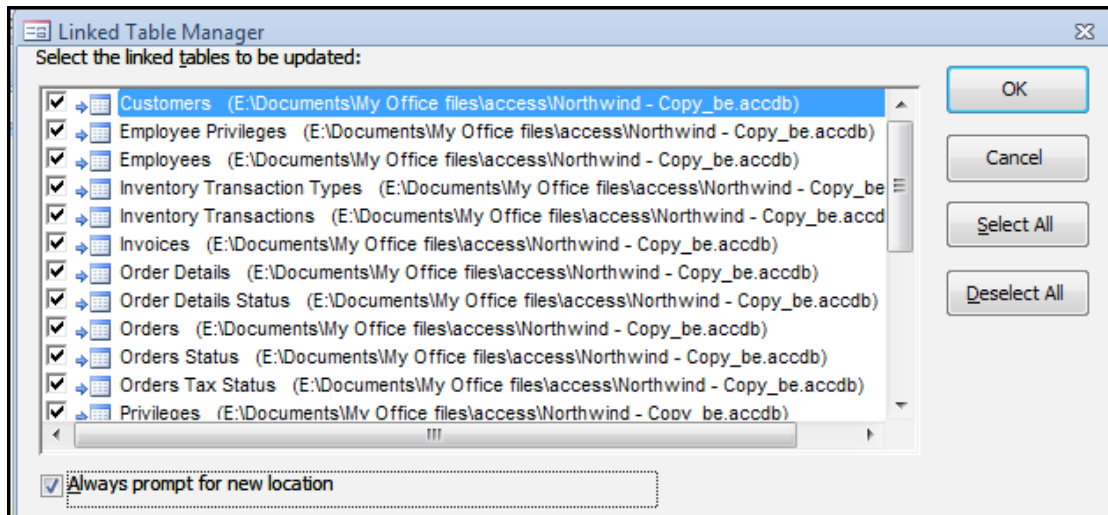 Linked Table Manager
Select the linked tables to be updated:
Customers (E:\Documents\My Office files\access\Northwind - Copy_be.accdb)
Employee Privileges (E:\Documents\My Office files\access\Northwind - Copy_be.accdb)
Employees (E:\Documents\My Office files\access\Northwind - Copy_be.accdb)
Inventory Transaction Types (E:\Documents\My Office files\access\Northwind - Copy_be
Inventory Transactions (E:\Documents\My Office files\access\Northwind - Copy_be.accd
Invoices (E:\Documents\My Office files\access\Northwind - Copy_be.accdb)
Order Details (E:\Documents\My Office files\access\Northwind - Copy_be.accdb)
Order Details Status (E:\Documents\My Office files\access\Northwind - Copy_be.accdb)
Orders (E:\Documents\My Office files\access\Northwind - Copy_be.accdb)
Orders Status (E:\Documents\My Office files\access\Northwind - Copy_be.accdb)
Orders Tax Status (E:\Documents\My Office files\access\Northwind - Copy_be.accdb)
Privileges (E:\Documents\My Office files\access\Northwind - Copy_be.accdb)
OK
Cancel
Select All
Deselect All
Always prompt for new location